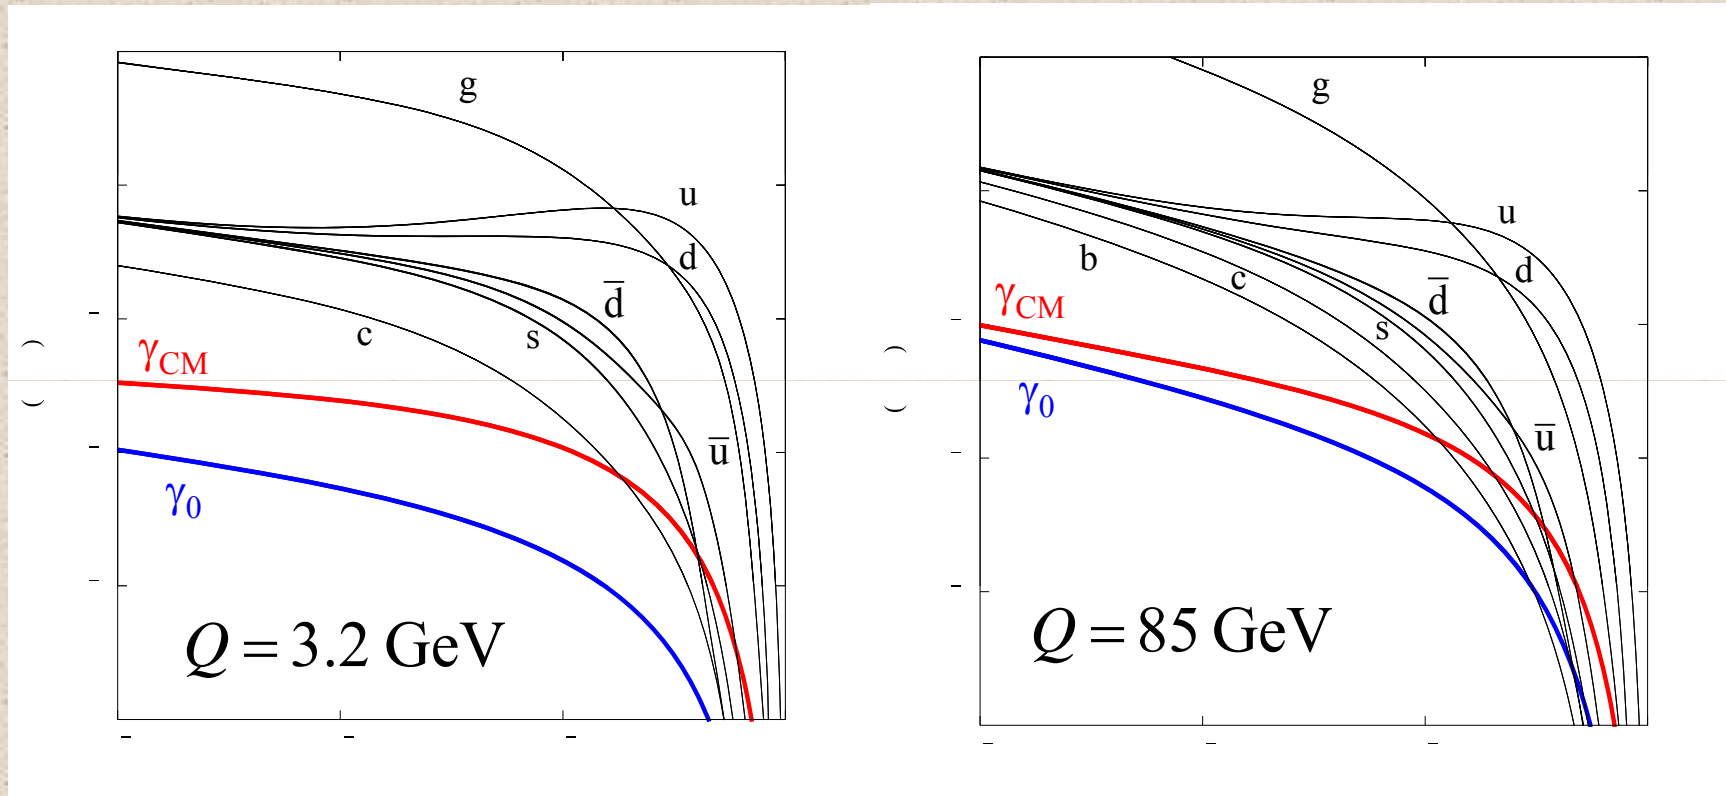 g
u
d
d̅
s
c
γCM
u̅
γ0
Q = 3.2 GeV
( )
g
u
d
b
c
d̅
s
γCM
γ0
u̅
Q = 85 GeV
( )